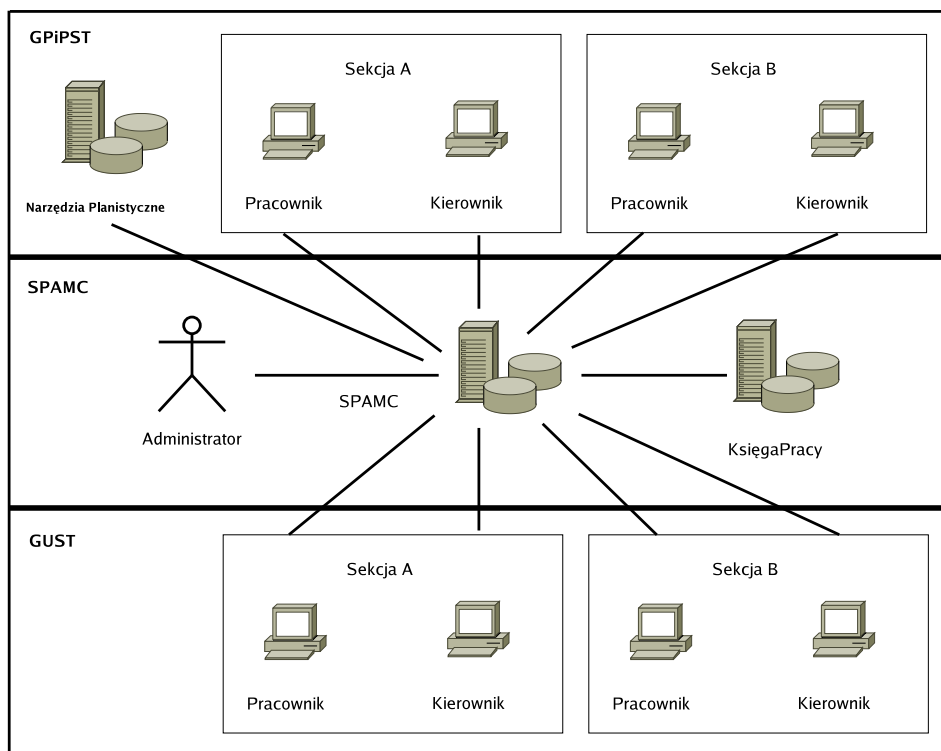 GPiPST
Sekcja A
Sekcja B
Pracownik
Kierownik
Pracownik
Kierownik
Narzędzia Planistyczne
SPAMC
SPAMC
Administrator
KsięgaPracy
GUST
Sekcja A
Sekcja B
Pracownik
Kierownik
Pracownik
Kierownik